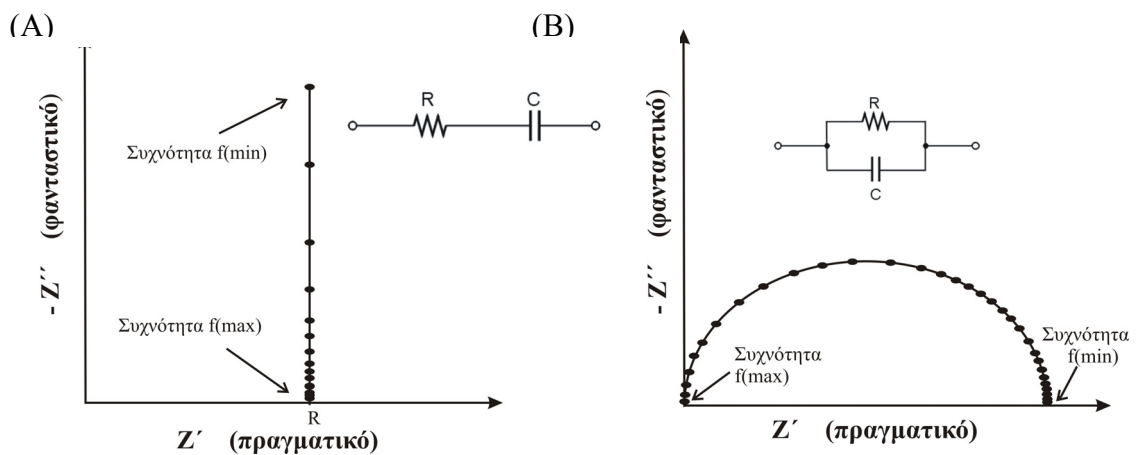 (A)
(B)
R
C
Συχνότητα f(min)
Συχνότητα f(max)
- Z΄΄ (φανταστικό)
R
Z΄ (πραγματικό)
R
C
Συχνότητα
f(max)
Συχνότητα
f(min)
- Z΄΄ (φανταστικό)
Z΄ (πραγματικό)